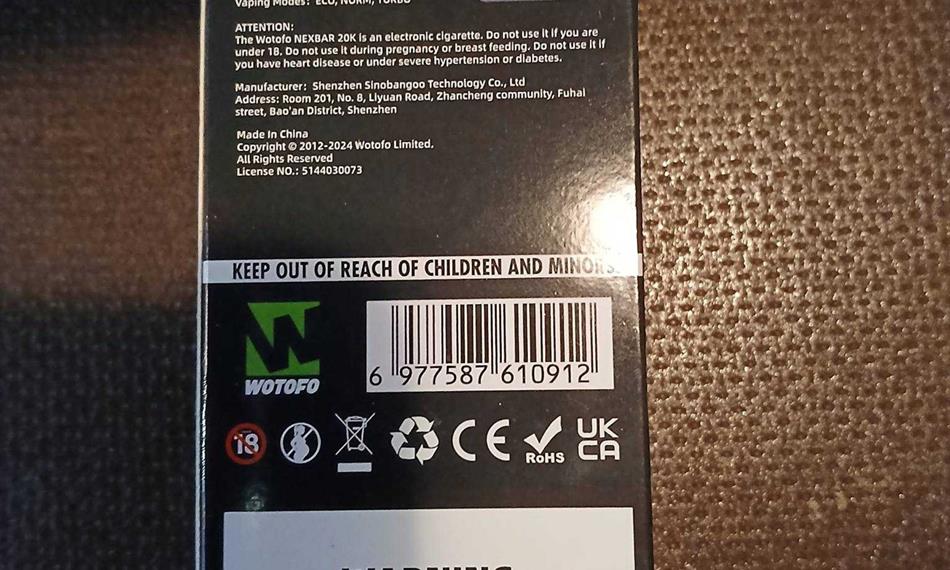 Vaping Modes: ECO, NORM, TURBO
ATTENTION:
The Wotofo NEXBAR 20K is an electronic cigarette. Do not use it if you are
under 18. Do not use it during pregnancy or breast feeding. Do not use it if
you have heart disease or under severe hypertension or diabetes.
Manufacturer: Shenzhen Sinobangoo Technology Co., Ltd
Address: Room 201, No. 8, Liyuan Road, Zhancheng community, Fuhai
street, Bao'an District, Shenzhen
Made In China
Copyright © 2012-2024 Wotofo Limited.
All Rights Reserved
License NO.: 5144030073
KEEP OUT OF REACH OF CHILDREN AND MINORS.
WOTOFO
6 977587 610912
18
CE
RoHS
UK
CA
WARNING